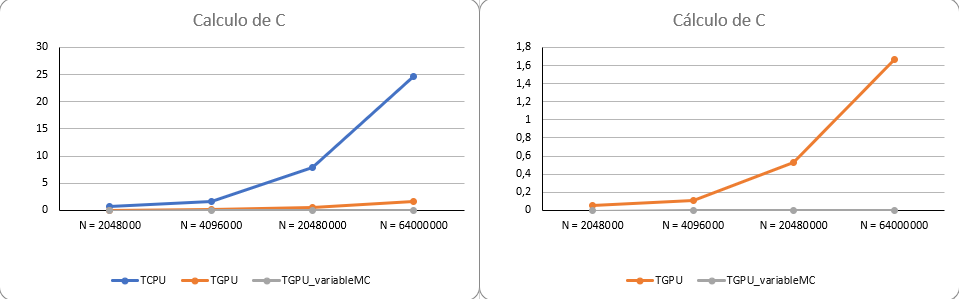 Calculo de C
30
25
20
15
10
5
0
N = 2048000 N = 4096000 N = 20480000 N = 64000000
TCPU TGPU TGPU_variableMC
Cálculo de C
1,8
1,6
1,4
1,2
1
0,8
0,6
0,4
0,2
0
N = 2048000 N = 4096000 N = 20480000 N = 64000000
TGPU TGPU_variableMC